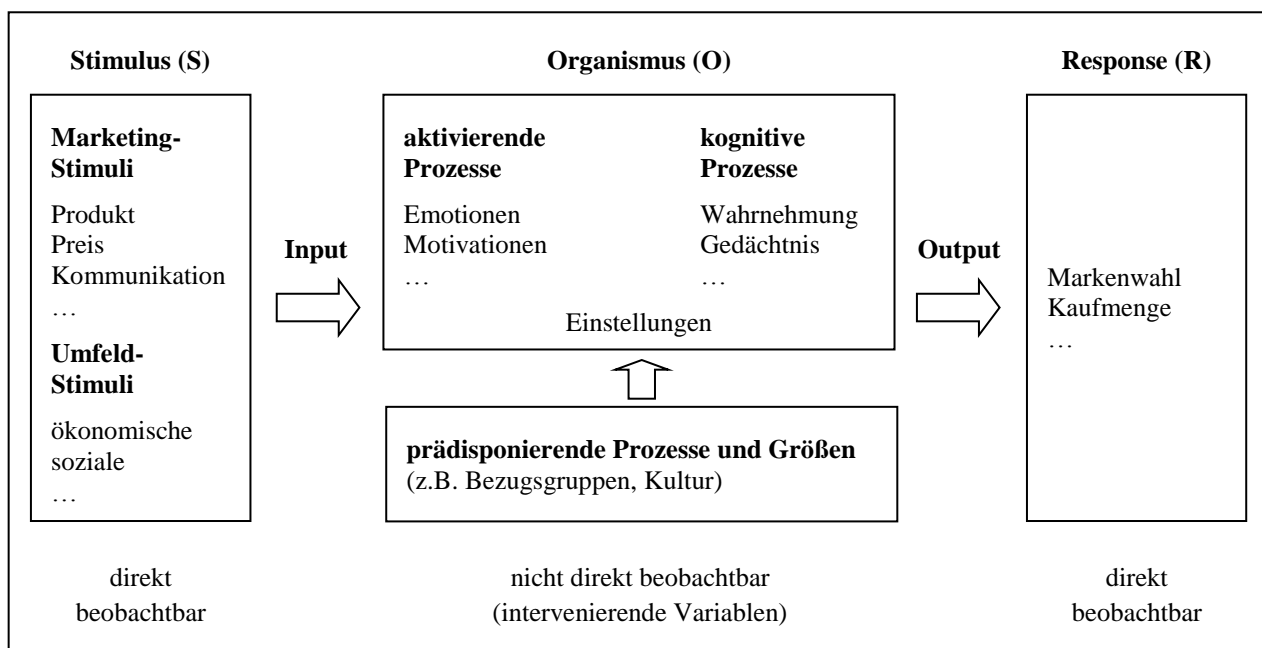 Stimulus (S)
Organismus (O)
Response (R)
Marketing-
Stimuli
Produkt
Preis
Kommunikation
…
Umfeld-
Stimuli
ökonomische
soziale
…
Input
aktivierende
Prozesse
Emotionen
Motivationen
…
kognitive
Prozesse
Wahrnehmung
Gedächtnis
…
Einstellungen
prädisponierende Prozesse und Größen
(z.B. Bezugsgruppen, Kultur)
Output
Markenwahl
Kaufmenge
…
direkt
beobachtbar
nicht direkt beobachtbar
(intervenierende Variablen)
direkt
beobachtbar